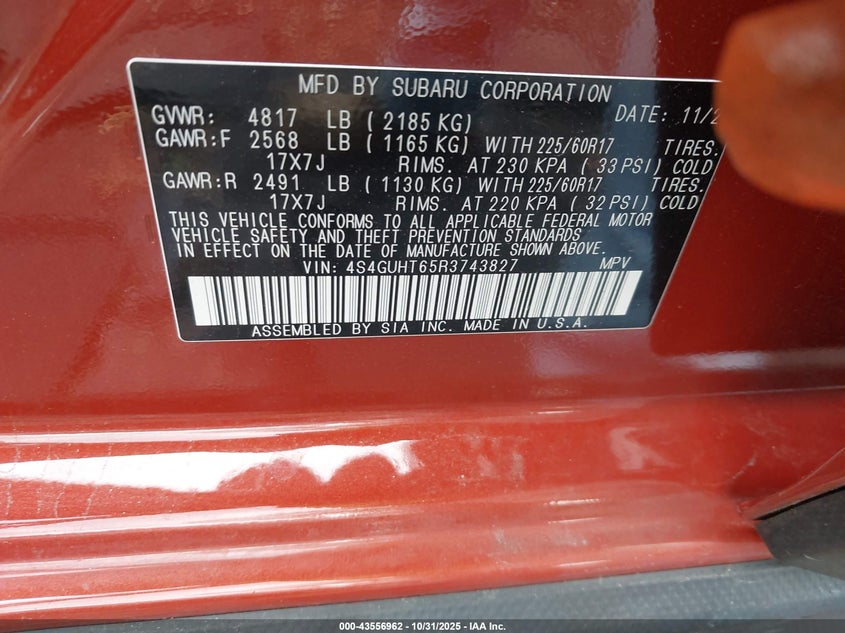 MFD BY SUBARU CORPORATION
GVWR: 4817 LB (2185 KG) DATE: 11/2
GAWR:F 2568 LB (1165 KG) WITH 225/60R17 TIRES.
17X7J RIMS. AT 230 KPA (33 PSI) COLD
GAWR:R 2491 LB (1130 KG) WITH 225/60R17 TIRES.
17X7J RIMS. AT 220 KPA (32 PSI) COLD
THIS VEHICLE CONFORMS TO ALL APPLICABLE FEDERAL MOTOR
VEHICLE SAFETY AND THEFT PREVENTION STANDARDS
IN EFFECT ON THE DATE OF MANUFACTURE SHOWN ABOVE.
VIN: 4S4GUHT65R3743827 MPV
ASSEMBLED BY SIA INC. MADE IN U.S.A.
000-43556962 | 10/31/2025 | IAA Inc.